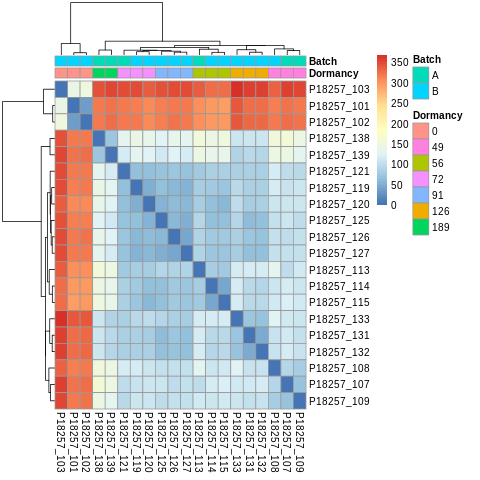 Batch
Dormancy
P18257_103
P18257_101
P18257_102
P18257_138
P18257_139
P18257_121
P18257_119
P18257_120
P18257_125
P18257_126
P18257_127
P18257_113
P18257_114
P18257_115
P18257_133
P18257_131
P18257_132
P18257_108
P18257_107
P18257_109
P18257_103
P18257_101
P18257_102
P18257_138
P18257_139
P18257_121
P18257_119
P18257_120
P18257_125
P18257_126
P18257_127
P18257_113
P18257_114
P18257_115
P18257_133
P18257_131
P18257_132
P18257_108
P18257_107
P18257_109
350
300
250
200
150
100
50
0
Batch
A
B
Dormancy
0
49
56
72
91
126
189